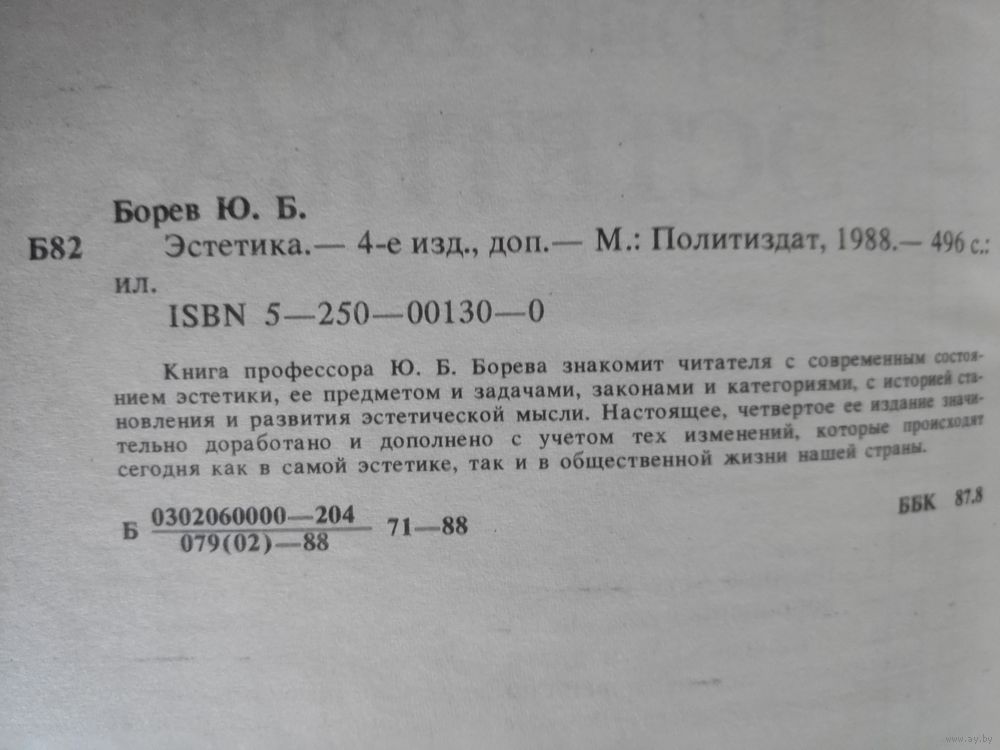 Борев Ю. Б.
Б82 Эстетика.— 4-е изд., доп.— М.: Политиздат, 1988.— 496 с.:
ил.
ISBN 5—250—00130—0
Книга профессора Ю. Б. Борева знакомит читателя с современным состоя-
нием эстетики, ее предметом и задачами, законами и категориями, с историей ста-
новления и развития эстетической мысли. Настоящее, четвертое ее издание значи-
тельно доработано и дополнено с учетом тех изменений, которые происходят
сегодня как в самой эстетике, так и в общественной жизни нашей страны.
Б 0302060000—204 71—88
079(02)—88
ББК 87.8
www.ay.by